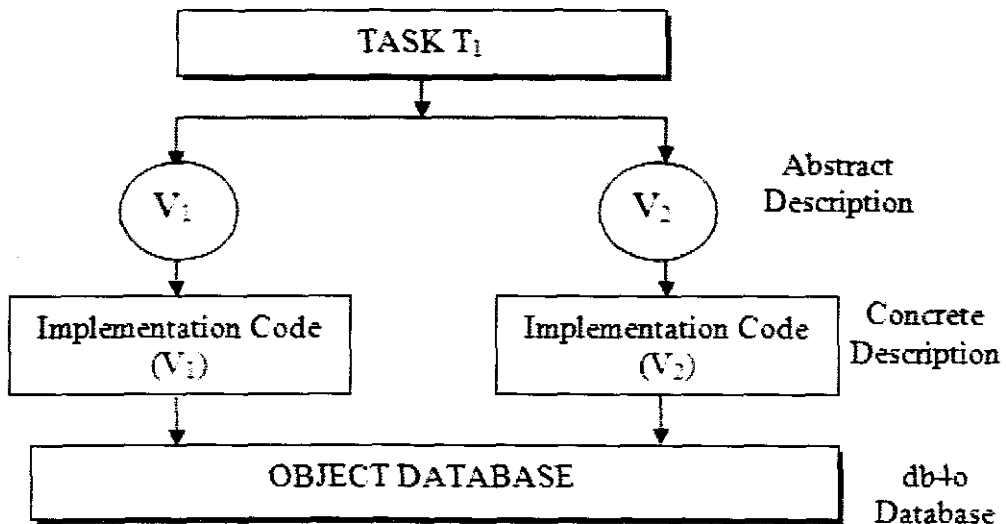 TASK T₁
V₁
V₂
Abstract
Description
Implementation Code
(V₁)
Implementation Code
(V₂)
Concrete
Description
OBJECT DATABASE
db4o
Database